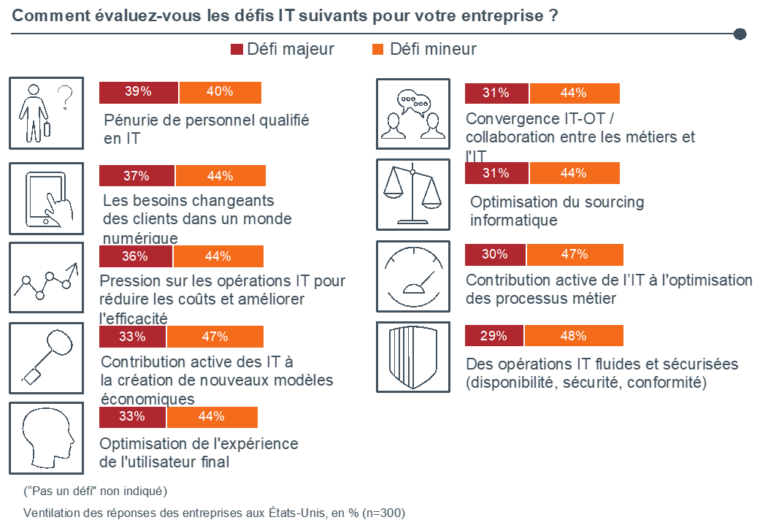 Comment évaluez-vous les défis IT suivants pour votre entreprise ?
Défi majeur Défi mineur
39% 40%
Pénurie de personnel qualifié
en IT
37% 44%
Les besoins changeants
des clients dans un monde
numérique
36% 44%
Pression sur les opérations IT pour
réduire les coûts et améliorer
l'efficacité
33% 47%
Contribution active des IT à
la création de nouveaux modèles
économiques
33% 44%
Optimisation de l'expérience
de l'utilisateur final
31% 44%
Convergence IT-OT /
collaboration entre les métiers et
l'IT
31% 44%
Optimisation du sourcing
informatique
30% 47%
Contribution active de l'IT à l'optimisation
des processus métier
29% 48%
Des opérations IT fluides et sécurisées
(disponibilité, sécurité, conformité)
("Pas un défi" non indiqué)
Ventilation des réponses des entreprises aux États-Unis, en % (n=300)